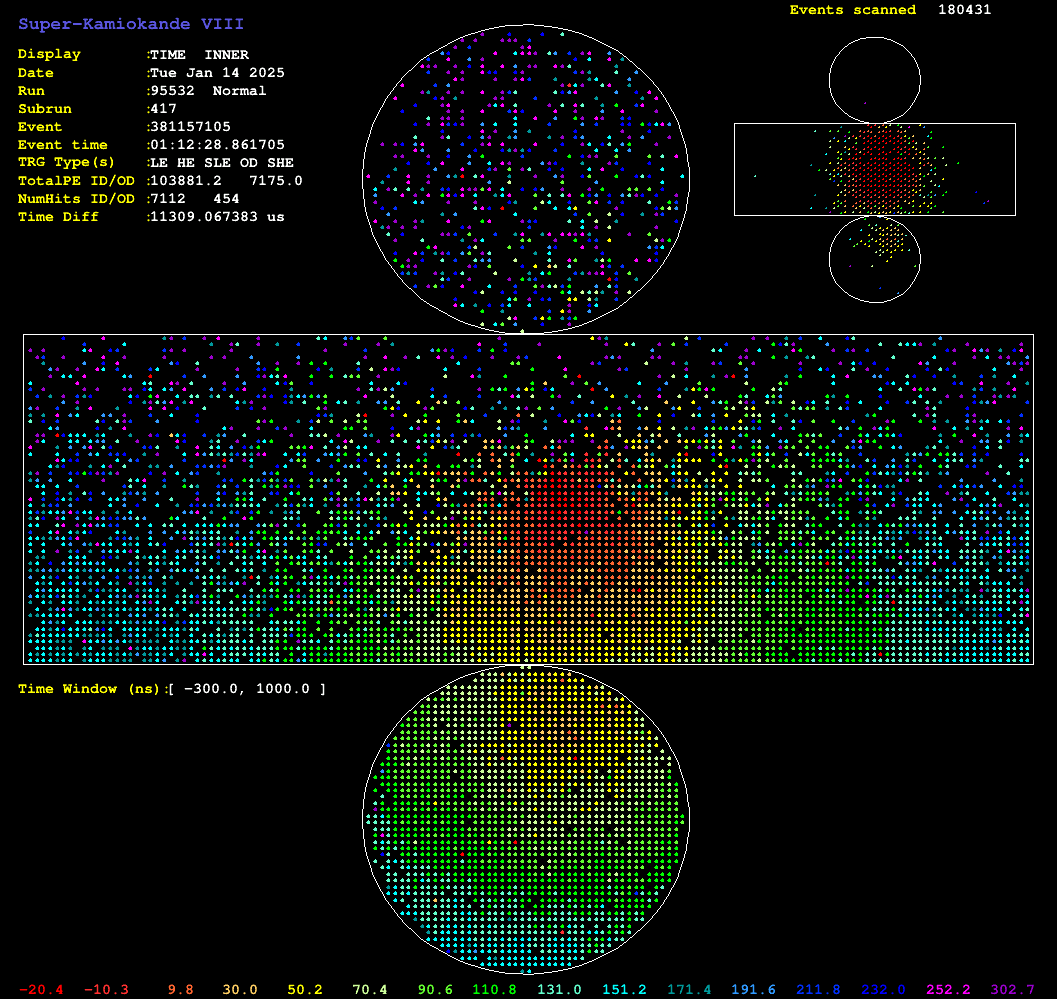 Super-Kamiokande VIII
Events scanned 180431
Display :TIME INNER
Date :Tue Jan 14 2025
Run :95532 Normal
Subrun :417
Event :381157105
Event time :01:12:28.861705
TRG Type(s) :LE HE SLE OD SHE
TotalPE ID/OD :103881.2 7175.0
NumHits ID/OD :7112 454
Time Diff :11309.067383 us
Time Window (ns):[ -300.0, 1000.0 ]
-20.4 -10.3 9.8 30.0 50.2 70.4 90.6 110.8 131.0 151.2 171.4 191.6 211.8 232.0 252.2 302.7